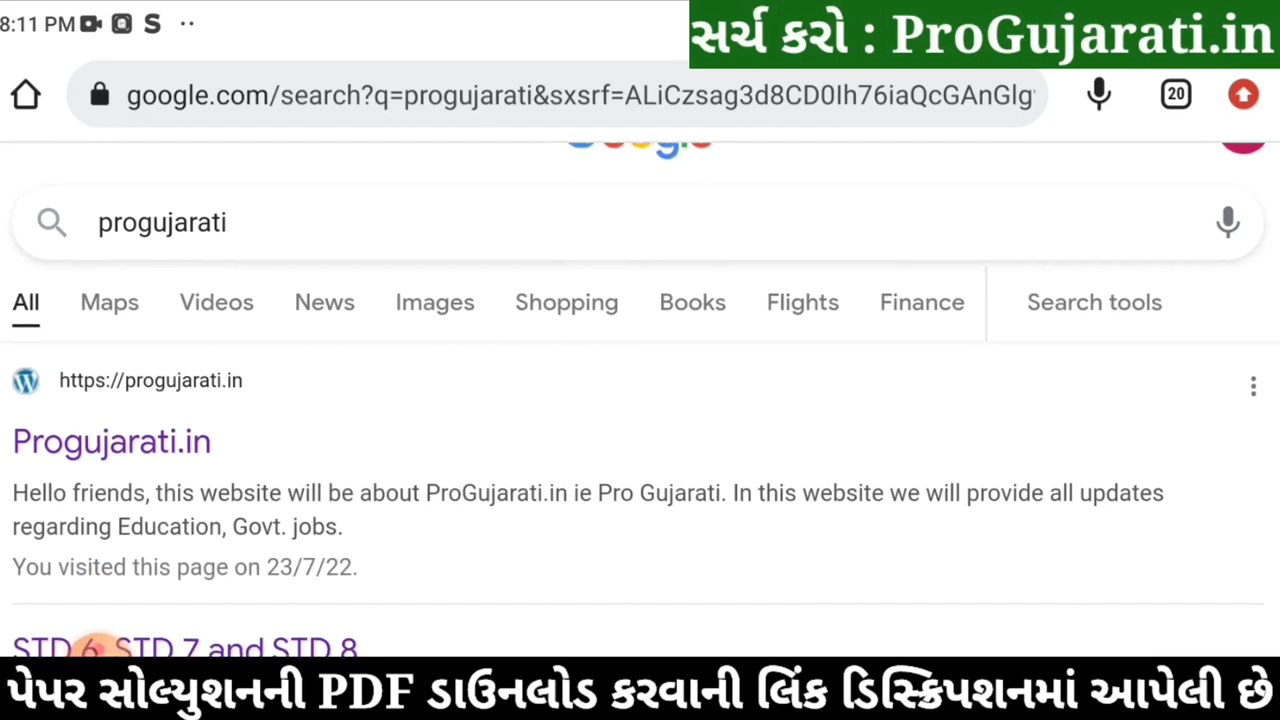 8:11 PM
સર્ચ કરો : ProGujarati.in
google.com/search?q=progujarati&sxsrf=ALiCzsag3d8CD0Ih76iaQcGAnGlg
20
progujarati
All Maps Videos News Images Shopping Books Flights Finance Search tools
https://progujarati.in
Progujarati.in
Hello friends, this website will be about ProGujarati.in ie Pro Gujarati. In this website we will provide all updates
regarding Education, Govt. jobs.
You visited this page on 23/7/22.
STD 6, STD 7 and STD 8
પેપર સોલ્યુશનની PDF ડાઉનલોડ કરવાની લિંક ડિસ્ક્રિપશનમાં આપેલી છે